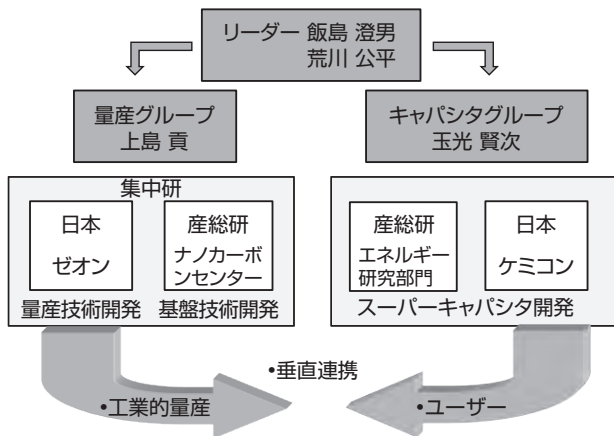 リーダー 飯島 澄男
荒川 公平
量産グループ
上島 貢
キャパシタグループ
玉光 賢次
集中研
日本
ゼオン
産総研
ナノカーボ
ンセンター
量産技術開発
基盤技術開発
産総研
エネルギー
研究部門
日本
ケミコン
スーパーキャパシタ開発
•垂直連携
•工業的量産
•ユーザー